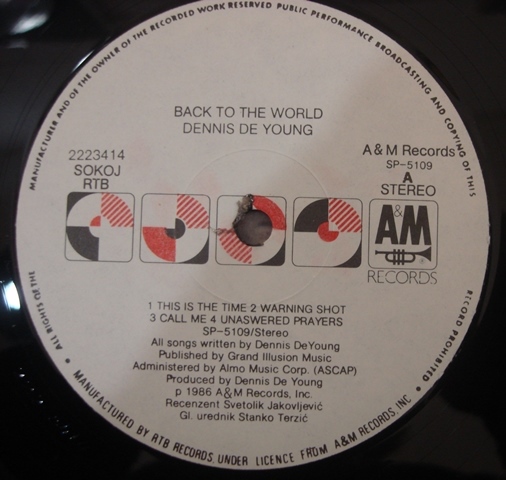 MANUFACTURER AND OF THE OWNER OF THE RECORDED WORK RESERVED PUBLIC PERFORMANCE BROADCASTING AND COPYING OF THIS
BACK TO THE WORLD
DENNIS DE YOUNG
2223414
SOKOJ
RTB
A & M Records
SP-5109
A
STEREO
A&M
®
RECORDS
1 THIS IS THE TIME 2 WARNING SHOT
3 CALL ME 4 UNASWERED PRAYERS
SP-5109/Stereo
All songs written by Dennis DeYoung
Published by Grand Illusion Music
Administered by Almo Music Corp. (ASCAP)
Produced by Dennis De Young
p 1986 A&M Records, Inc.
Recenzent Svetolik Jakovljević
Gl. urednik Stanko Terzić
ALL RIGHTS OF THE
RECORD PROHIBITED
MANUFACTURED BY RTB RECORDS, UNDER LICENCE FROM A&M RECORDS, INC